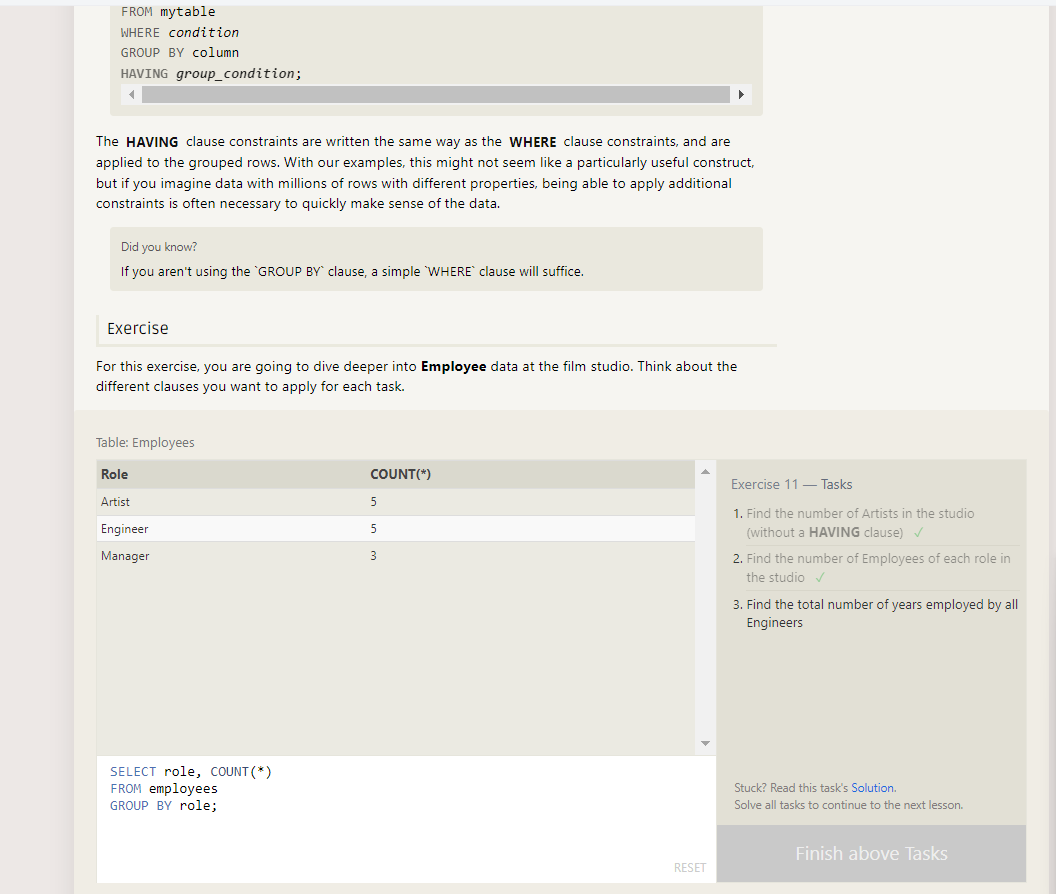 FROM mytable
WHERE condition
GROUP BY column
HAVING group_condition;
The HAVING clause constraints are written the same way as the WHERE clause constraints, and are
applied to the grouped rows. With our examples, this might not seem like a particularly useful construct,
but if you imagine data with millions of rows with different properties, being able to apply additional
constraints is often necessary to quickly make sense of the data.
Did you know?
If you aren't using the `GROUP BY` clause, a simple `WHERE` clause will suffice.
Exercise
For this exercise, you are going to dive deeper into Employee data at the film studio. Think about the
different clauses you want to apply for each task.
Table: Employees
Role COUNT(*)
Artist 5
Engineer 5
Manager 3
SELECT role, COUNT(*)
FROM employees
GROUP BY role;
RESET
Exercise 11 — Tasks
1. Find the number of Artists in the studio
(without a HAVING clause) ✓
2. Find the number of Employees of each role in
the studio ✓
3. Find the total number of years employed by all
Engineers
Stuck? Read this task's Solution.
Solve all tasks to continue to the next lesson.
Finish above Tasks